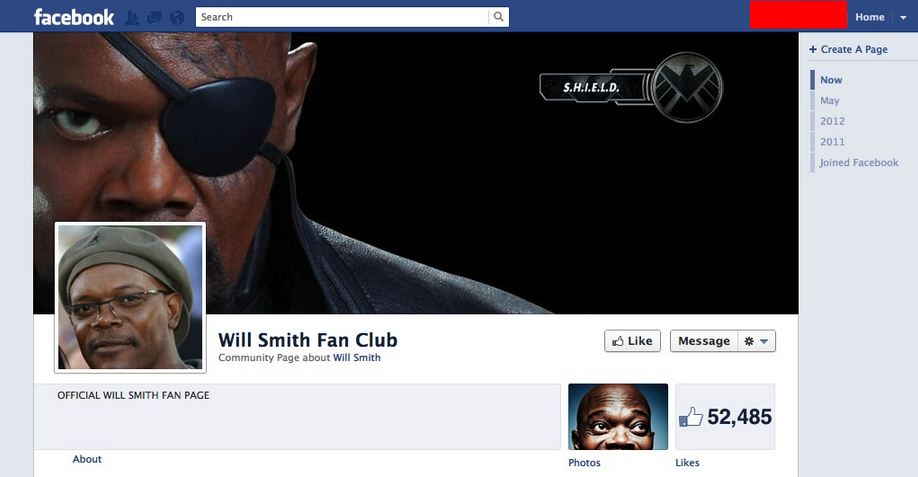 facebook
Search
Home
S.H.I.E.L.D.
+ Create A Page
Now
May
2012
2011
Joined Facebook
Will Smith Fan Club
Community Page about Will Smith
Like
Message
OFFICIAL WILL SMITH FAN PAGE
52,485
About
Photos
Likes